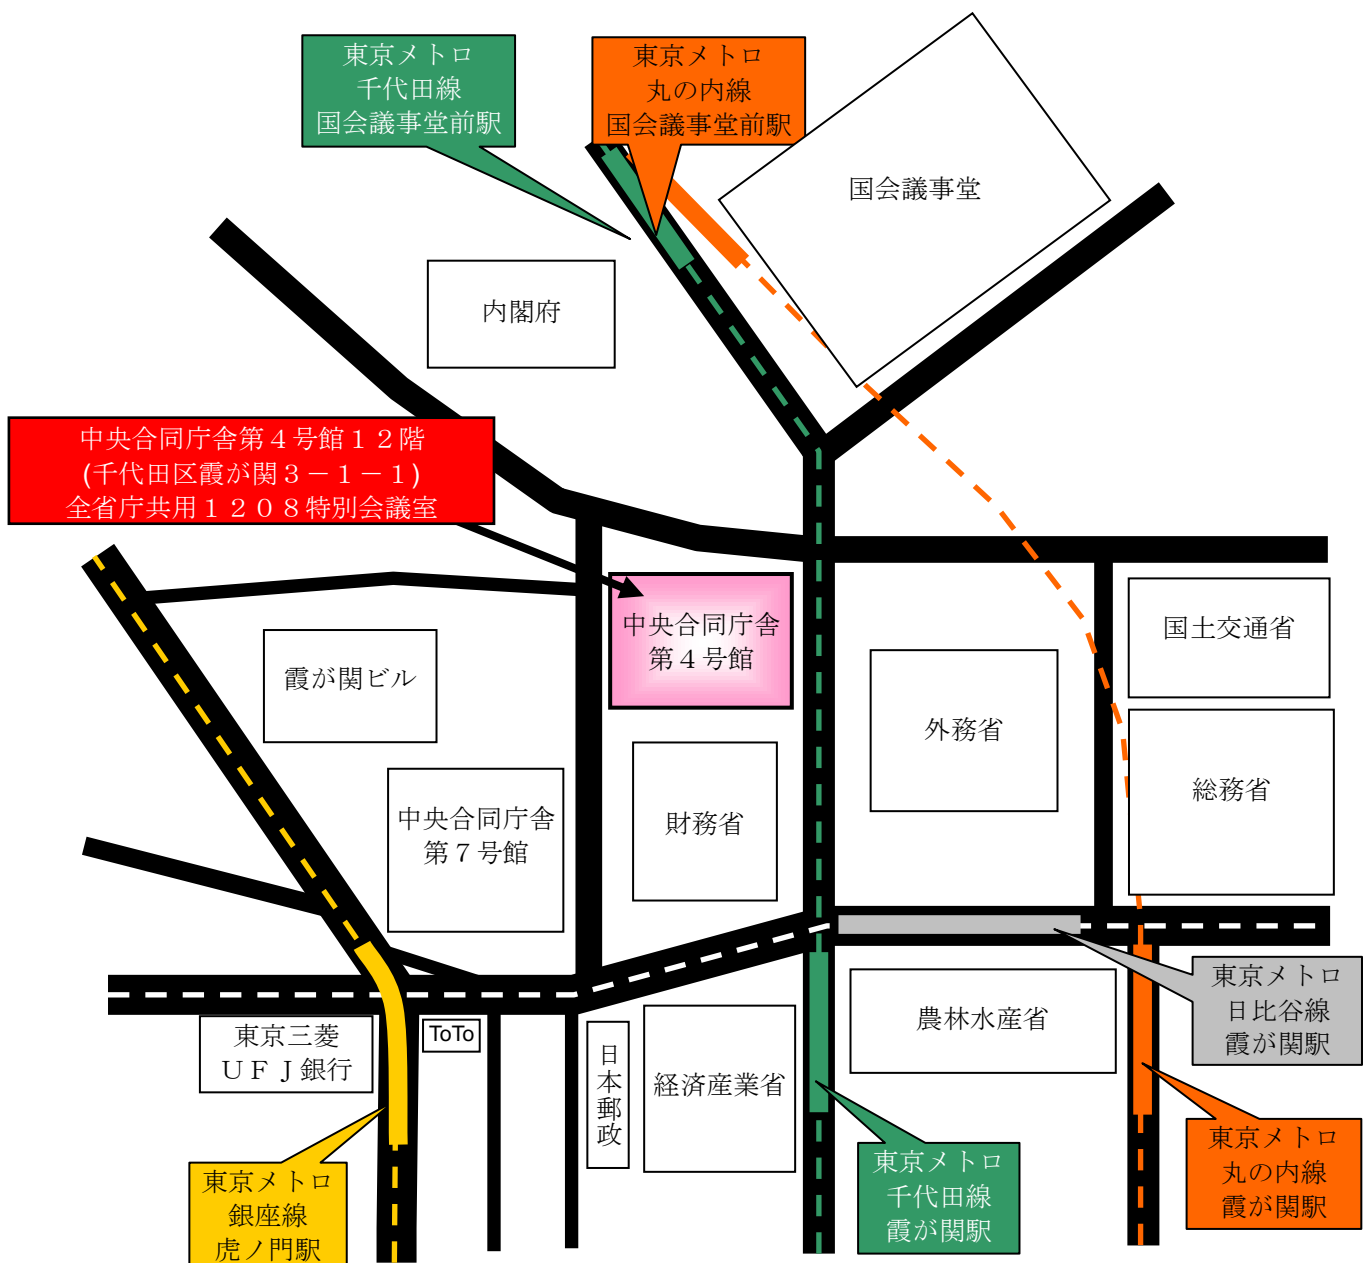 東京メトロ
千代田線
国会議事堂前駅
東京メトロ
丸の内線
国会議事堂前駅
国会議事堂
内閣府
中央合同庁舎第４号館１２階
(千代田区霞が関３－１－１)
全省庁共用１２０８特別会議室
中央合同庁舎
第４号館
国土交通省
霞が関ビル
外務省
総務省
中央合同庁舎
第７号館
財務省
東京メトロ
日比谷線
霞が関駅
農林水産省
東京三菱
ＵＦＪ銀行
ToTo
日本郵政
経済産業省
東京メトロ
銀座線
虎ノ門駅
東京メトロ
千代田線
霞が関駅
東京メトロ
丸の内線
霞が関駅